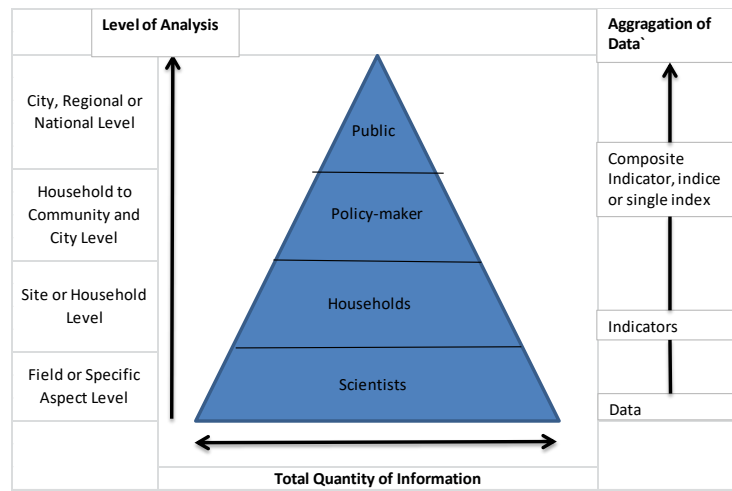 Level of Analysis
Aggragation of
Data`
City, Regional or
National Level
Public
Composite
Indicator, indice
or single index
Household to
Community and
City Level
Policy-maker
Site or Household
Level
Households
Indicators
Field or Specific
Aspect Level
Scientists
Data
Total Quantity of Information